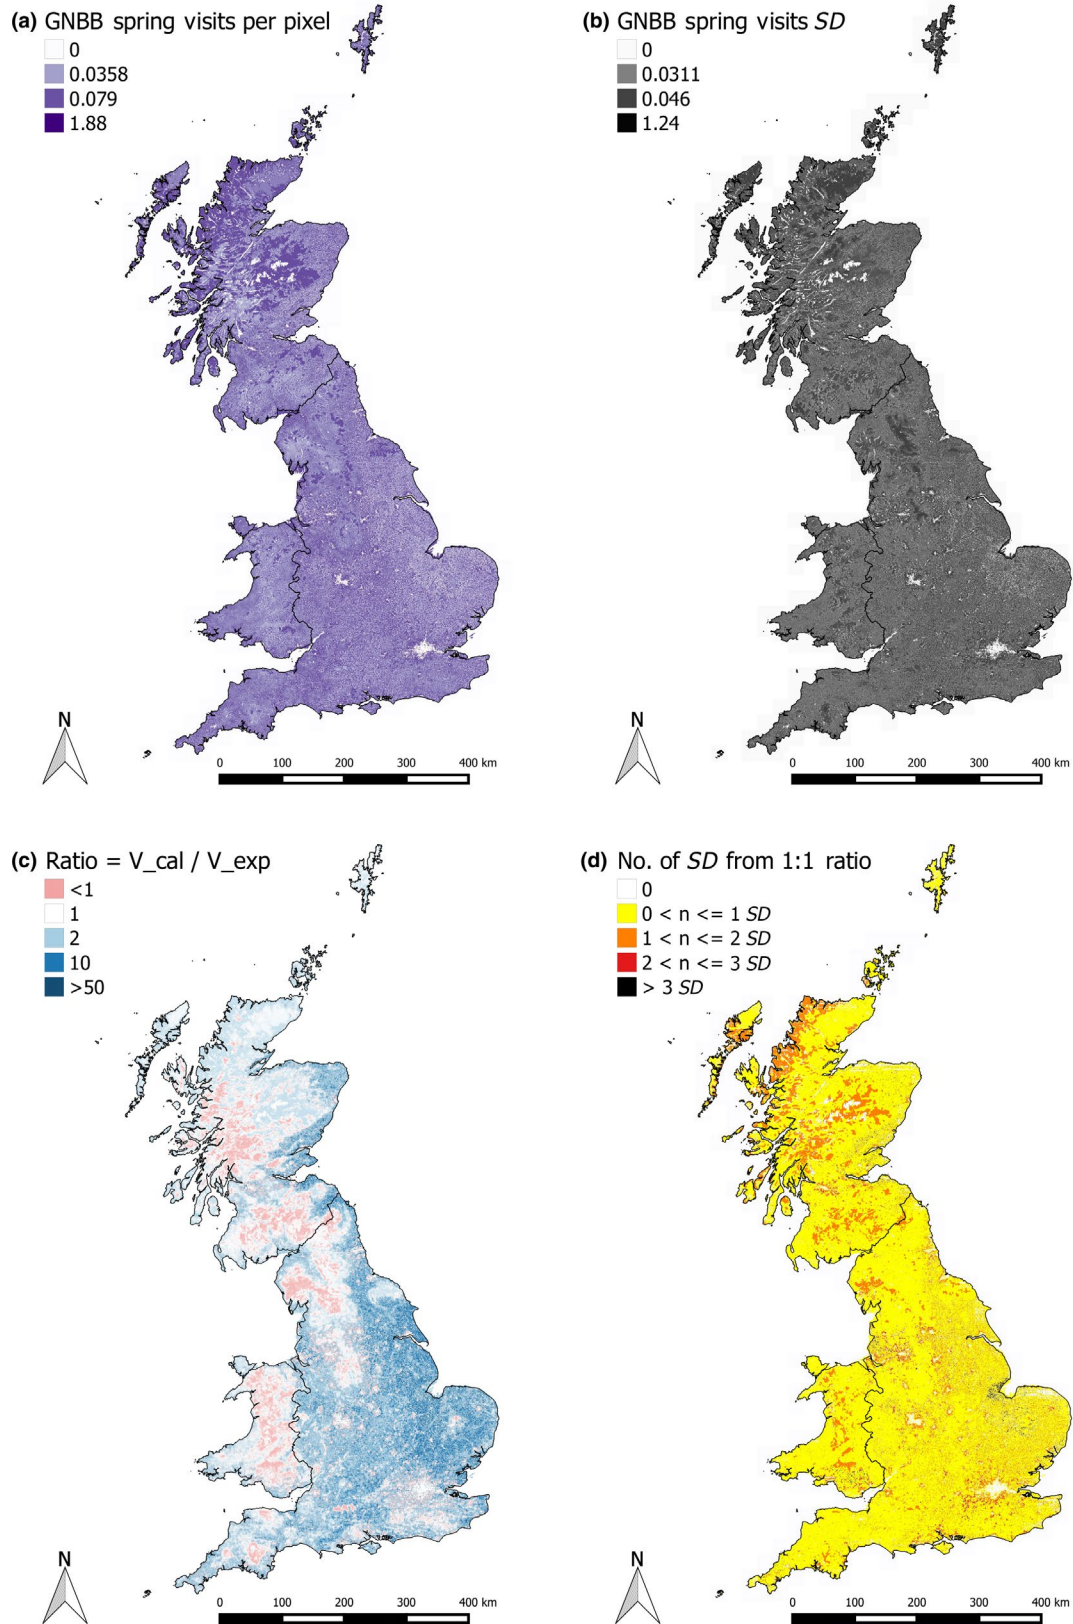 (a) GNBB spring visits per pixel
0
0.0358
0.079
1.88
N
0 100 200 300 400 km
(b) GNBB spring visits SD
0
0.0311
0.046
1.24
N
0 100 200 300 400 km
(c) Ratio = V_cal / V_exp
<1
1
2
10
>50
N
0 100 200 300 400 km
(d) No. of SD from 1:1 ratio
0
0 < n <= 1 SD
1 < n <= 2 SD
2 < n <= 3 SD
> 3 SD
N
0 100 200 300 400 km